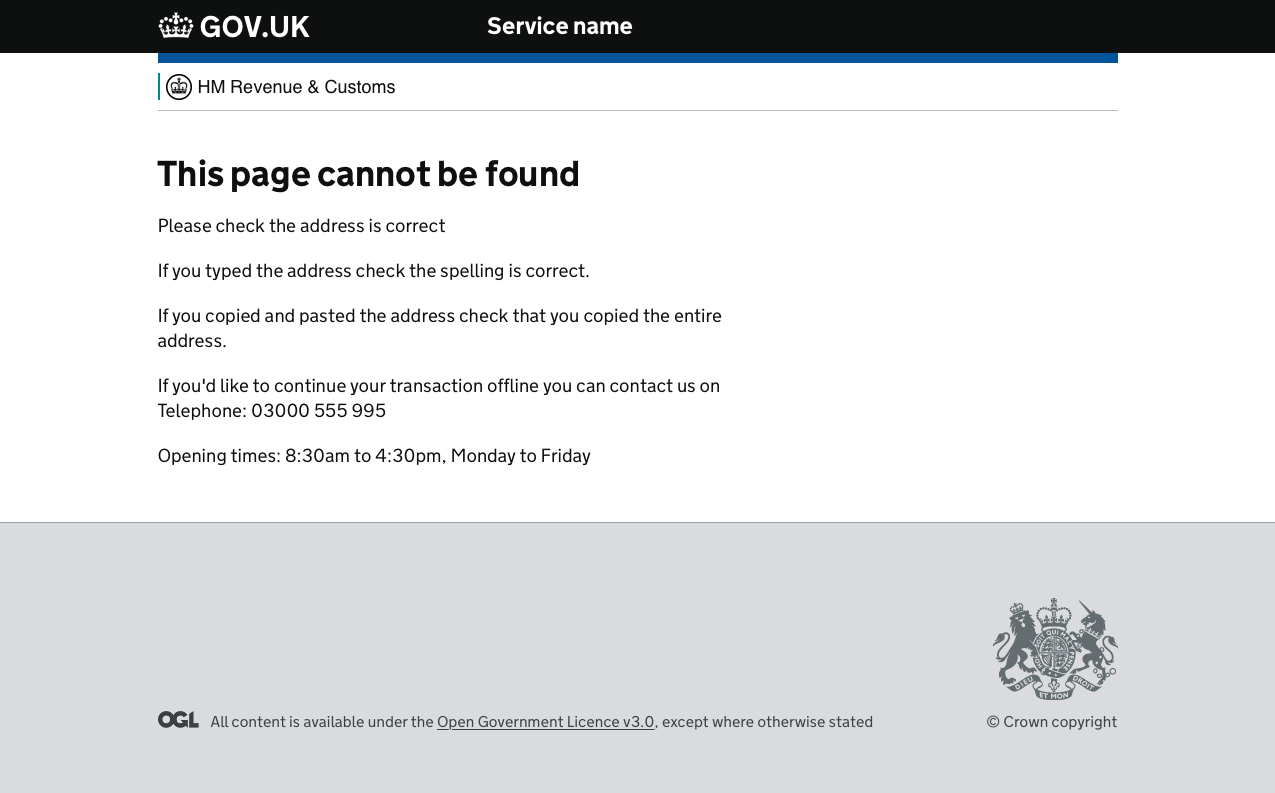 GOV.UK Service name
HM Revenue & Customs
This page cannot be found
Please check the address is correct
If you typed the address check the spelling is correct.
If you copied and pasted the address check that you copied the entire
address.
If you'd like to continue your transaction offline you can contact us on
Telephone: 03000 555 995
Opening times: 8:30am to 4:30pm, Monday to Friday
DIEU ET MON DROIT
OGL All content is available under the Open Government Licence v3.0, except where otherwise stated
© Crown copyright